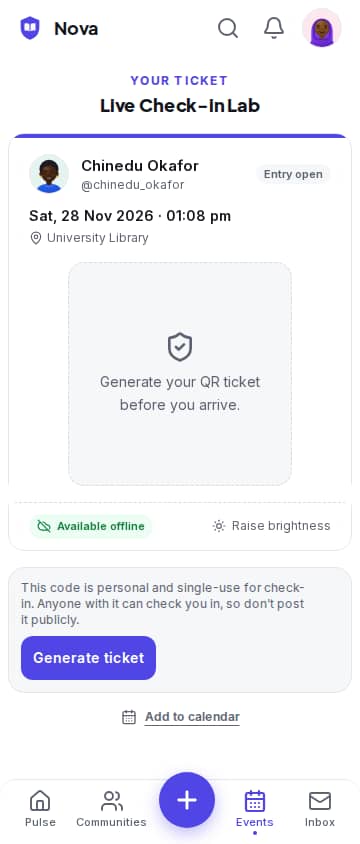 Nova
YOUR TICKET
Live Check-in Lab
Chinedu Okafor
@chinedu_okafor
Entry open
Sat, 28 Nov 2026 · 01:08 pm
University Library
Generate your QR ticket
before you arrive.
Available offline
Raise brightness
This code is personal and single-use for check-
in. Anyone with it can check you in, so don't post
it publicly.
Generate ticket
Add to calendar
Pulse
Communities
Events
Inbox